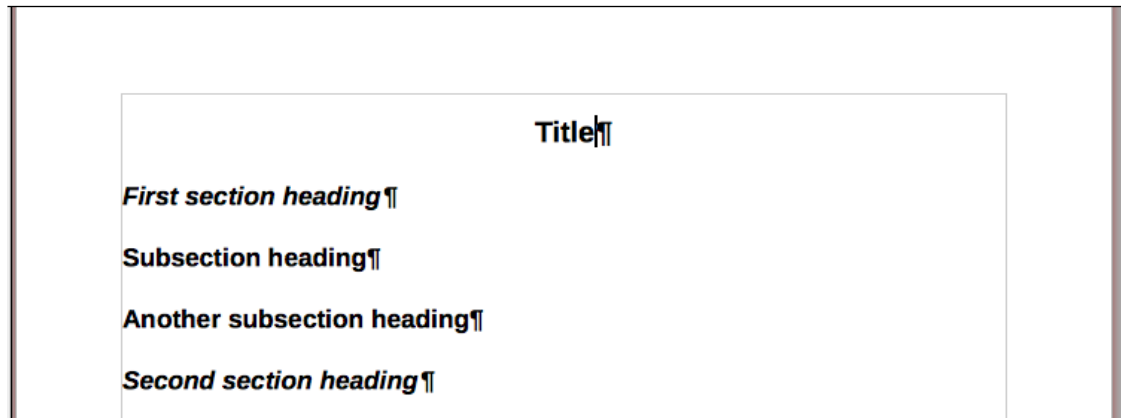 Title¶
First section heading¶
Subsection heading¶
Another subsection heading¶
Second section heading¶